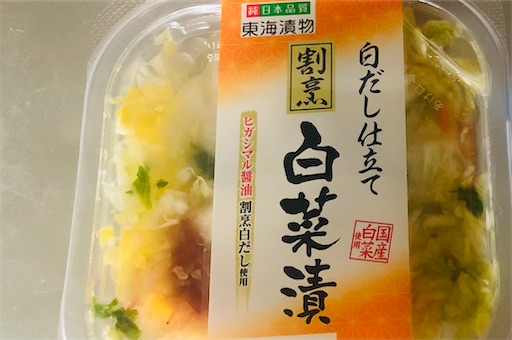 純日本品質
東海漬物
白だし仕立て
割烹
白菜漬
ヒガシマル醤油
割烹白だし使用
国産
白菜
使用